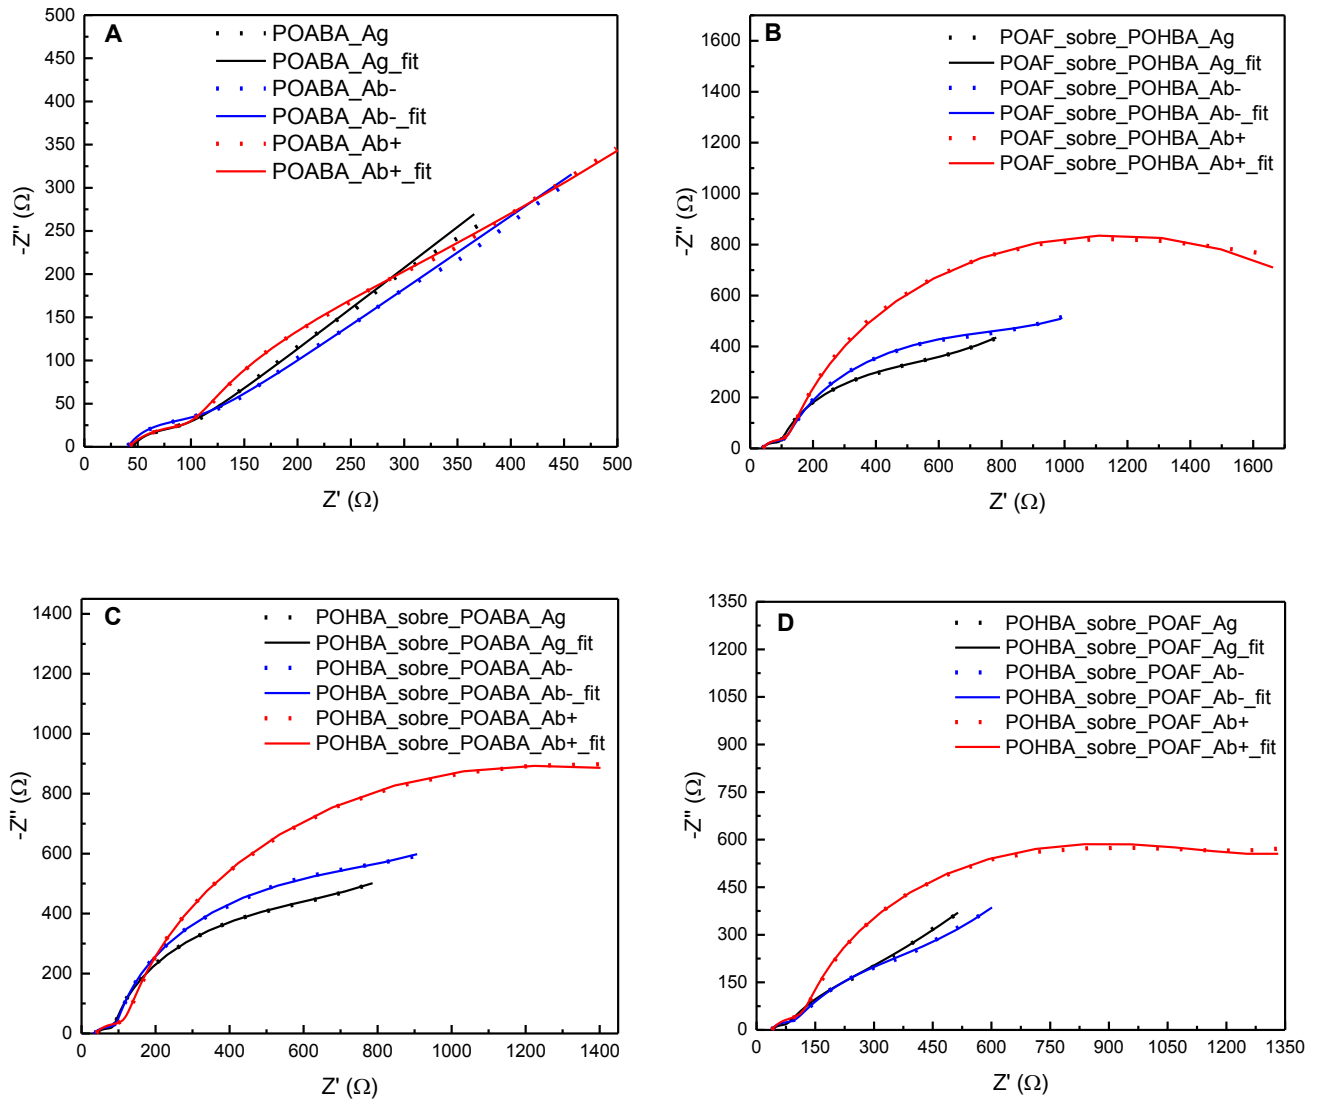 A
POABA_Ag
POABA_Ag_fit
POABA_Ab-
POABA_Ab-_fit
POABA_Ab+
POABA_Ab+_fit
500
450
400
350
300
250
200
150
100
50
0
-Z'' (Ω)
0 50 100 150 200 250 300 350 400 450 500
Z' (Ω)
B
POAF_sobre_POHBA_Ag
POAF_sobre_POHBA_Ag_fit
POAF_sobre_POHBA_Ab-
POAF_sobre_POHBA_Ab-_fit
POAF_sobre_POHBA_Ab+
POAF_sobre_POHBA_Ab+_fit
1600
1400
1200
1000
800
600
400
200
0
-Z'' (Ω)
0 200 400 600 800 1000 1200 1400 1600
Z' (Ω)
C
POHBA_sobre_POABA_Ag
POHBA_sobre_POABA_Ag_fit
POHBA_sobre_POABA_Ab-
POHBA_sobre_POABA_Ab-_fit
POHBA_sobre_POABA_Ab+
POHBA_sobre_POABA_Ab+_fit
1400
1200
1000
800
600
400
200
0
-Z'' (Ω)
0 200 400 600 800 1000 1200 1400
Z' (Ω)
D
POHBA_sobre_POAF_Ag
POHBA_sobre_POAF_Ag_fit
POHBA_sobre_POAF_Ab-
POHBA_sobre_POAF_Ab-_fit
POHBA_sobre_POAF_Ab+
POHBA_sobre_POAF_Ab+_fit
1350
1200
1050
900
750
600
450
300
150
0
-Z'' (Ω)
0 150 300 450 600 750 900 1050 1200 1350
Z' (Ω)